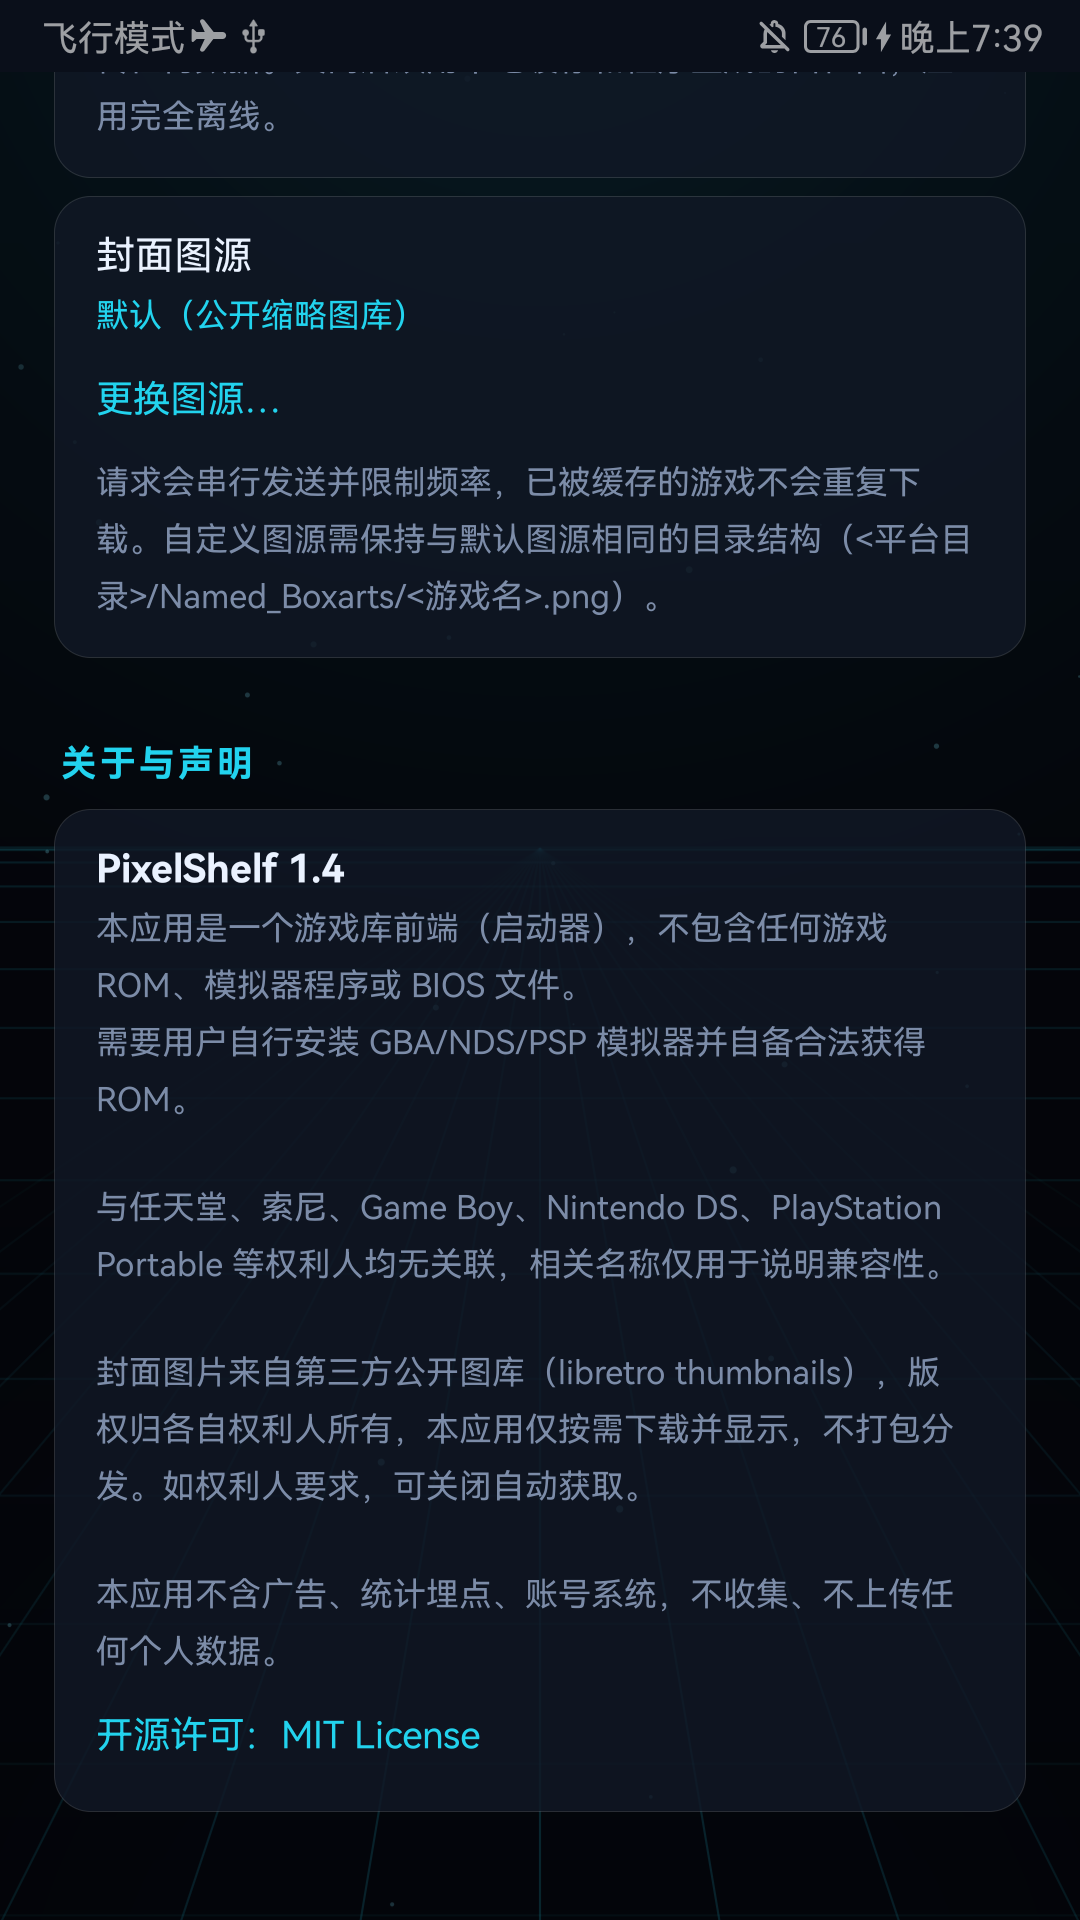 飞行模式
76
晚上7:39
用完全离线。
封面图源
默认（公开缩略图库）
更换图源…
请求会串行发送并限制频率，已被缓存的游戏不会重复下
载。自定义图源需保持与默认图源相同的目录结构（<平台目
录>/Named_Boxarts/<游戏名>.png）。
关于与声明
PixelShelf 1.4
本应用是一个游戏库前端（启动器），不包含任何游戏
ROM、模拟器程序或 BIOS 文件。
需要用户自行安装 GBA/NDS/PSP 模拟器并自备合法获得
ROM。
与任天堂、索尼、Game Boy、Nintendo DS、PlayStation
Portable 等权利人均无关联，相关名称仅用于说明兼容性。
封面图片来自第三方公开图库（libretro thumbnails），版
权归各自权利人所有，本应用仅按需下载并显示，不打包分
发。如权利人要求，可关闭自动获取。
本应用不含广告、统计埋点、账号系统，不收集、不上传任
何个人数据。
开源许可：MIT License